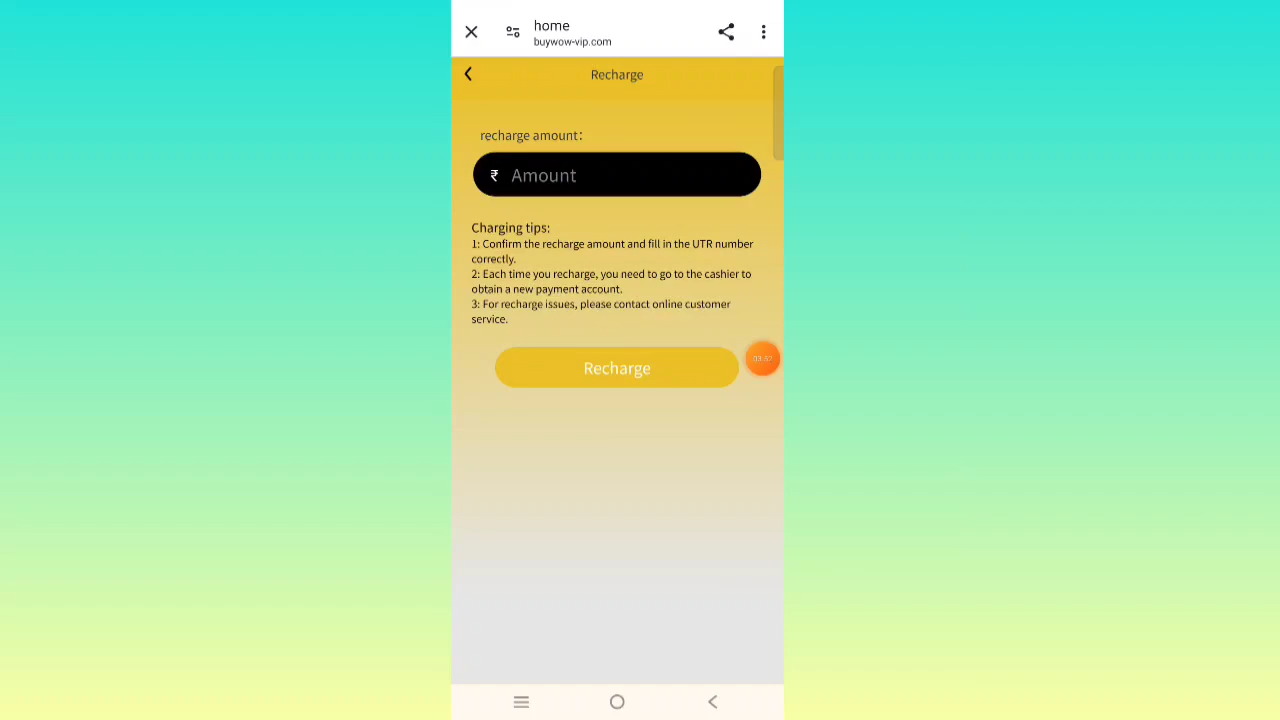 home
buywow-vip.com
Recharge
recharge amount:
₹ Amount
Charging tips:
1: Confirm the recharge amount and fill in the UTR number
correctly.
2: Each time you recharge, you need to go to the cashier to
obtain a new payment account.
3: For recharge issues, please contact online customer
service.
Recharge